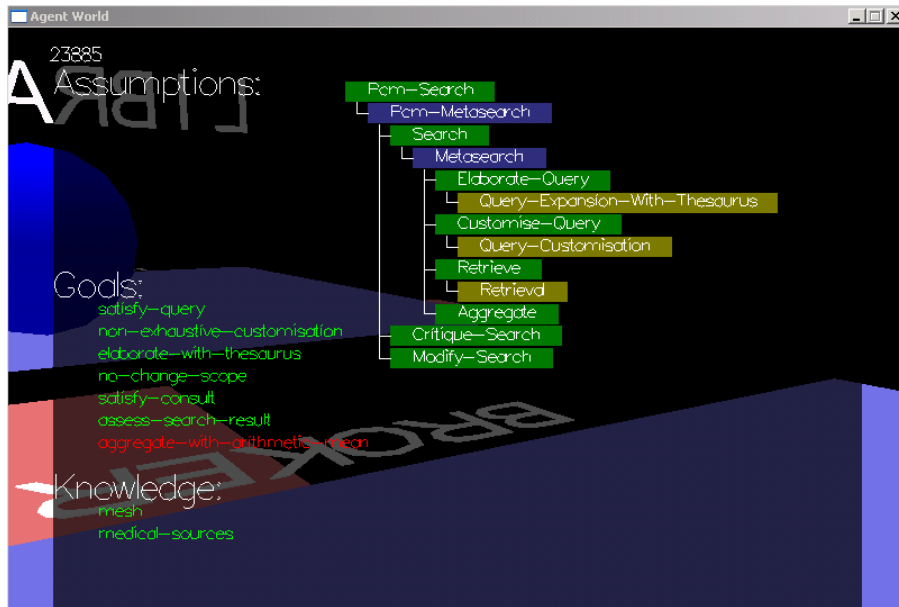 Agent World
23885
Assumptions:
LIBR
A
Pcm-Search
Pcm-Metasearch
Search
Metasearch
Elaborate-Query
Query-Expansion-With-Thesaurus
Customise-Query
Query-Customisation
Retrieve
Retrieval
Aggregate
Critique-Search
Modify-Search
Goals:
satisfy-query
non-exhaustive-customisation
elaborate-with-thesaurus
no-change-scope
satisfy-consult
assess-search-result
aggregate-with-arithmetic-mean
BROKER
Knowledge:
mesh
medical-sources